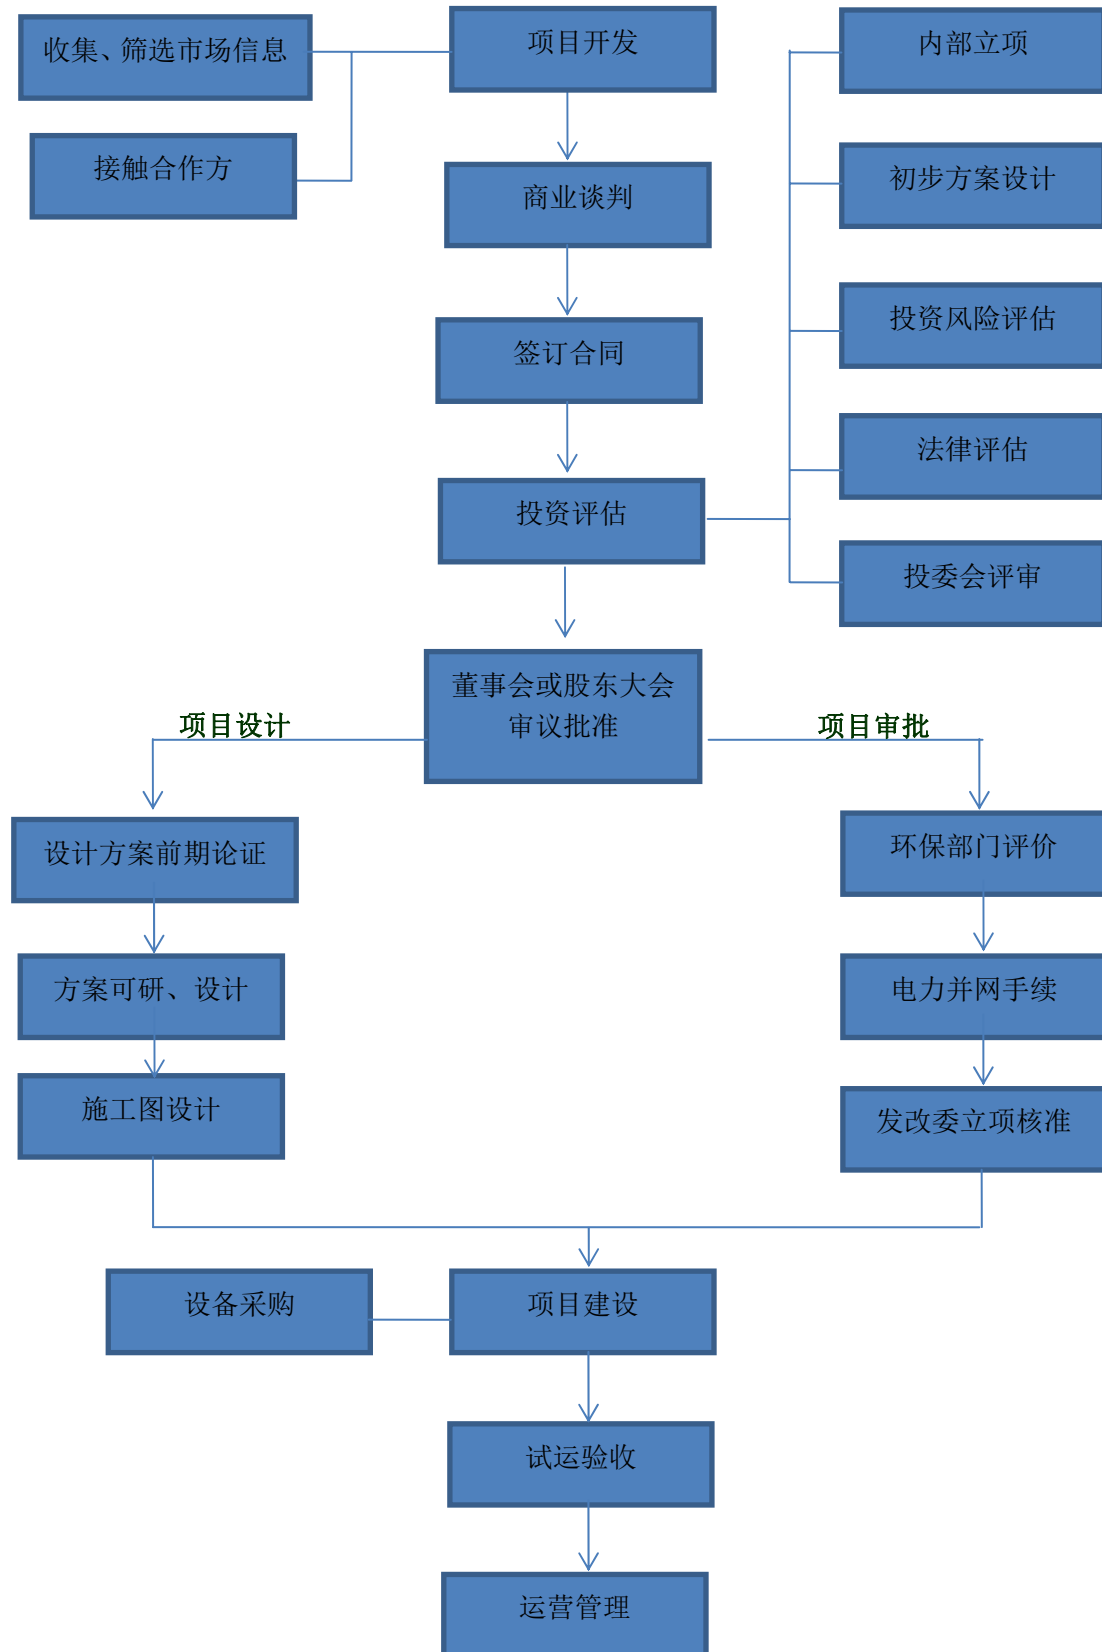 收集、筛选市场信息
项目开发
内部立项
接触合作方
商业谈判
初步方案设计
签订合同
投资风险评估
法律评估
投资评估
投委会评审
董事会或股东大会
审议批准
项目设计
项目审批
设计方案前期论证
环保部门评价
方案可研、设计
电力并网手续
施工图设计
发改委立项核准
设备采购
项目建设
试运验收
运营管理